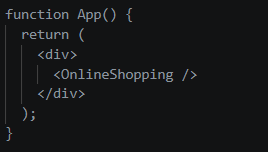 function App() {
  return (
    <div>
      <OnlineShopping />
    </div>
  );
}